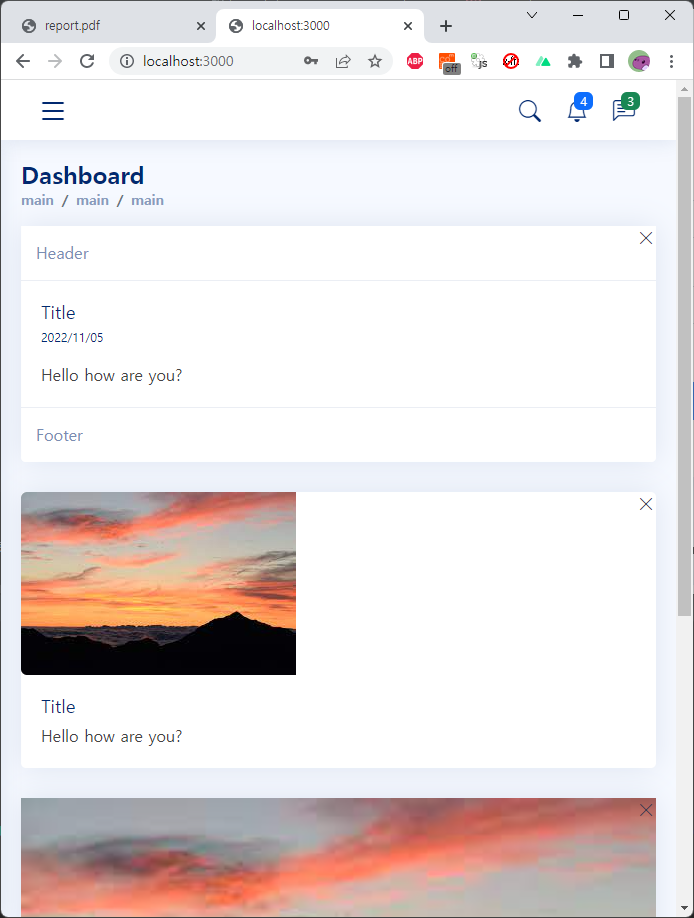 report.pdf
localhost:3000
localhost:3000
ABP
off
JS
off
4
3
Dashboard
main / main / main
Header
Title
2022/11/05
Hello how are you?
Footer
Title
Hello how are you?